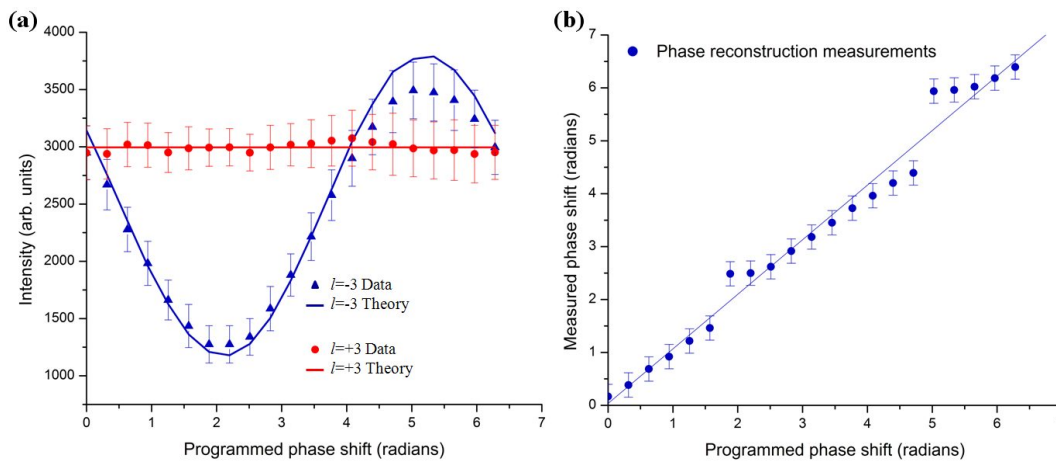 (a)
4000
3500
3000
2500
2000
1500
1000
Intensity (arb. units)
l=-3 Data
l=-3 Theory
l=+3 Data
l=+3 Theory
0 1 2 3 4 5 6 7
Programmed phase shift (radians)
(b)
7
6
5
4
3
2
1
0
Measured phase shift (radians)
Phase reconstruction measurements
0 1 2 3 4 5 6
Programmed phase shift (radians)